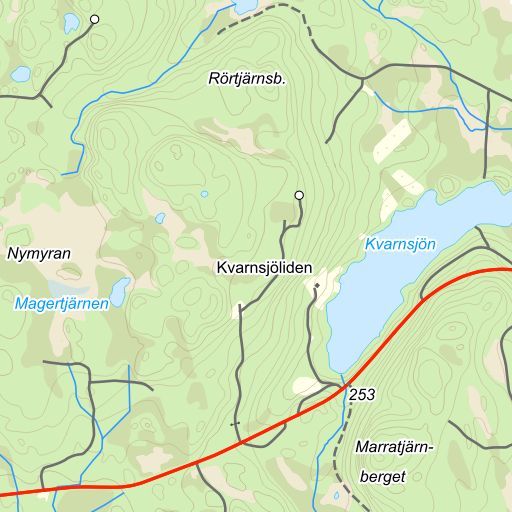 Rörtjärnsb.
Kvarnsjön
Nymyran
Kvarnsjöliden
Magertjärnen
253
Marratjärn-
berget